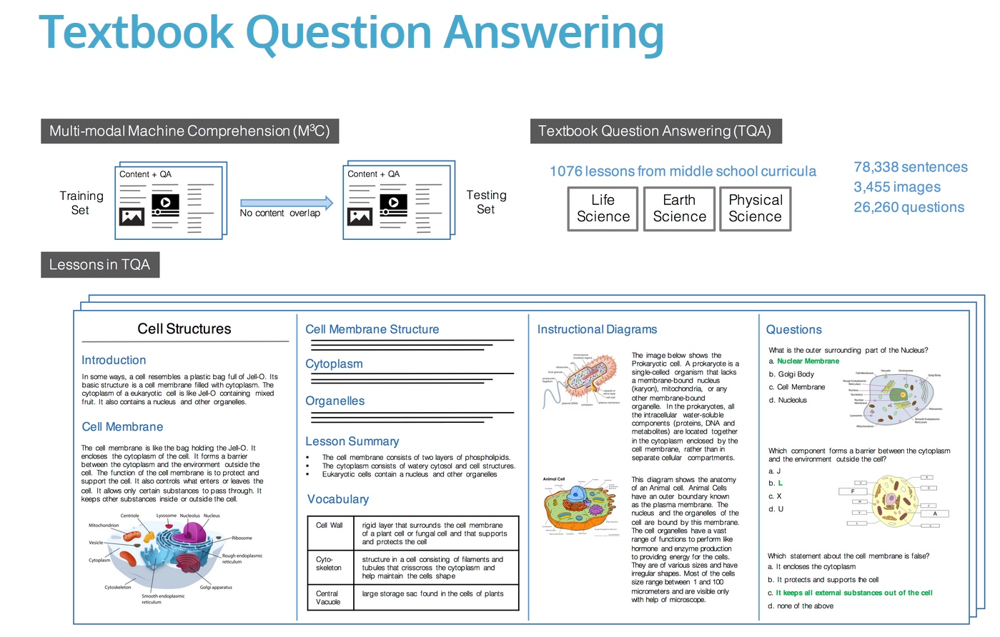 Textbook Question Answering
Multi-modal Machine Comprehension (M³C)
Training
Set
Content + QA
No content overlap
Content + QA
Testing
Set
Textbook Question Answering (TQA)
1076 lessons from middle school curricula
Life
Science
Earth
Science
Physical
Science
78,338 sentences
3,455 images
26,260 questions
Lessons in TQA
Cell Structures
Introduction
In some ways, a cell resembles a plastic bag full of Jell-O. Its
basic structure is a cell membrane filled with cytoplasm. The
cytoplasm of a eukaryotic cell is like Jell-O containing mixed
fruit. It also contains a nucleus and other organelles.
Cell Membrane
The cell membrane is like the bag holding the Jell-O. It
encloses the cytoplasm of the cell. It forms a barrier
between the cytoplasm and the environment outside the
cell. The function of the cell membrane is to protect and
support the cell. It also controls what enters or leaves the
cell. It allows only certain substances to pass through. It
keeps other substances inside or outside the cell.
Centriole
Lysosome
Nucleolus
Nucleus
Mitochondrion
Ribosome
Vesicle
Rough endoplasmic
reticulum
Cytoplasm
Cytoskeleton
Golgi apparatus
Smooth endoplasmic
reticulum
Cell Membrane Structure
Cytoplasm
Organelles
Lesson Summary
▪ The cell membrane consists of two layers of phospholipids.
▪ The cytoplasm consists of watery cytosol and cell structures.
▪ Eukaryotic cells contain a nucleus and other organelles
Vocabulary
Cell Wall
rigid layer that surrounds the cell membrane
of a plant cell or fungal cell and that supports
and protects the cell
Cyto-
skeleton
structure in a cell consisting of filaments and
tubules that crisscross the cytoplasm and
help maintain the cells shape
Central
Vacuole
large storage sac found in the cells of plants
Instructional Diagrams
The image below shows the
Prokaryotic cell. A prokaryote is a
single-celled organism that lacks
a membrane-bound nucleus
(karyon), mitochondria, or any
other membrane-bound
organelle. In the prokaryotes, all
the intracellular water-soluble
components (proteins, DNA and
metabolites) are located together
in the cytoplasm enclosed by the
cell membrane, rather than in
separate cellular compartments.
Animal Cell
This diagram shows the anatomy
of an Animal cell. Animal Cells
have an outer boundary known
as the plasma membrane. The
nucleus and the organelles of the
cell are bound by this membrane.
The cell organelles have a vast
range of functions to perform like
hormone and enzyme production
to providing energy for the cells.
They are of various sizes and have
irregular shapes. Most of the cells
size range between 1 and 100
micrometers and are visible only
with help of microscope.
Questions
What is the outer surrounding part of the Nucleus?
a. Nuclear Membrane
b. Golgi Body
c. Cell Membrane
d. Nucleolus
Cell Membrane
Vacuole
Centrosome
Golgi Body
Rough Endoplasmic
Reticulum
Nucleus
Nucleolus
Nuclear
Membrane
Lysosome
Mitochondrion
Ribosomes
Smooth Endoplasmic
Reticulum
Which component forms a barrier between the cytoplasm
and the environment outside the cell?
a. J
b. L
c. X
d. U
F
A
Which statement about the cell membrane is false?
a. It encloses the cytoplasm
b. It protects and supports the cell
c. It keeps all external substances out of the cell
d. none of the above